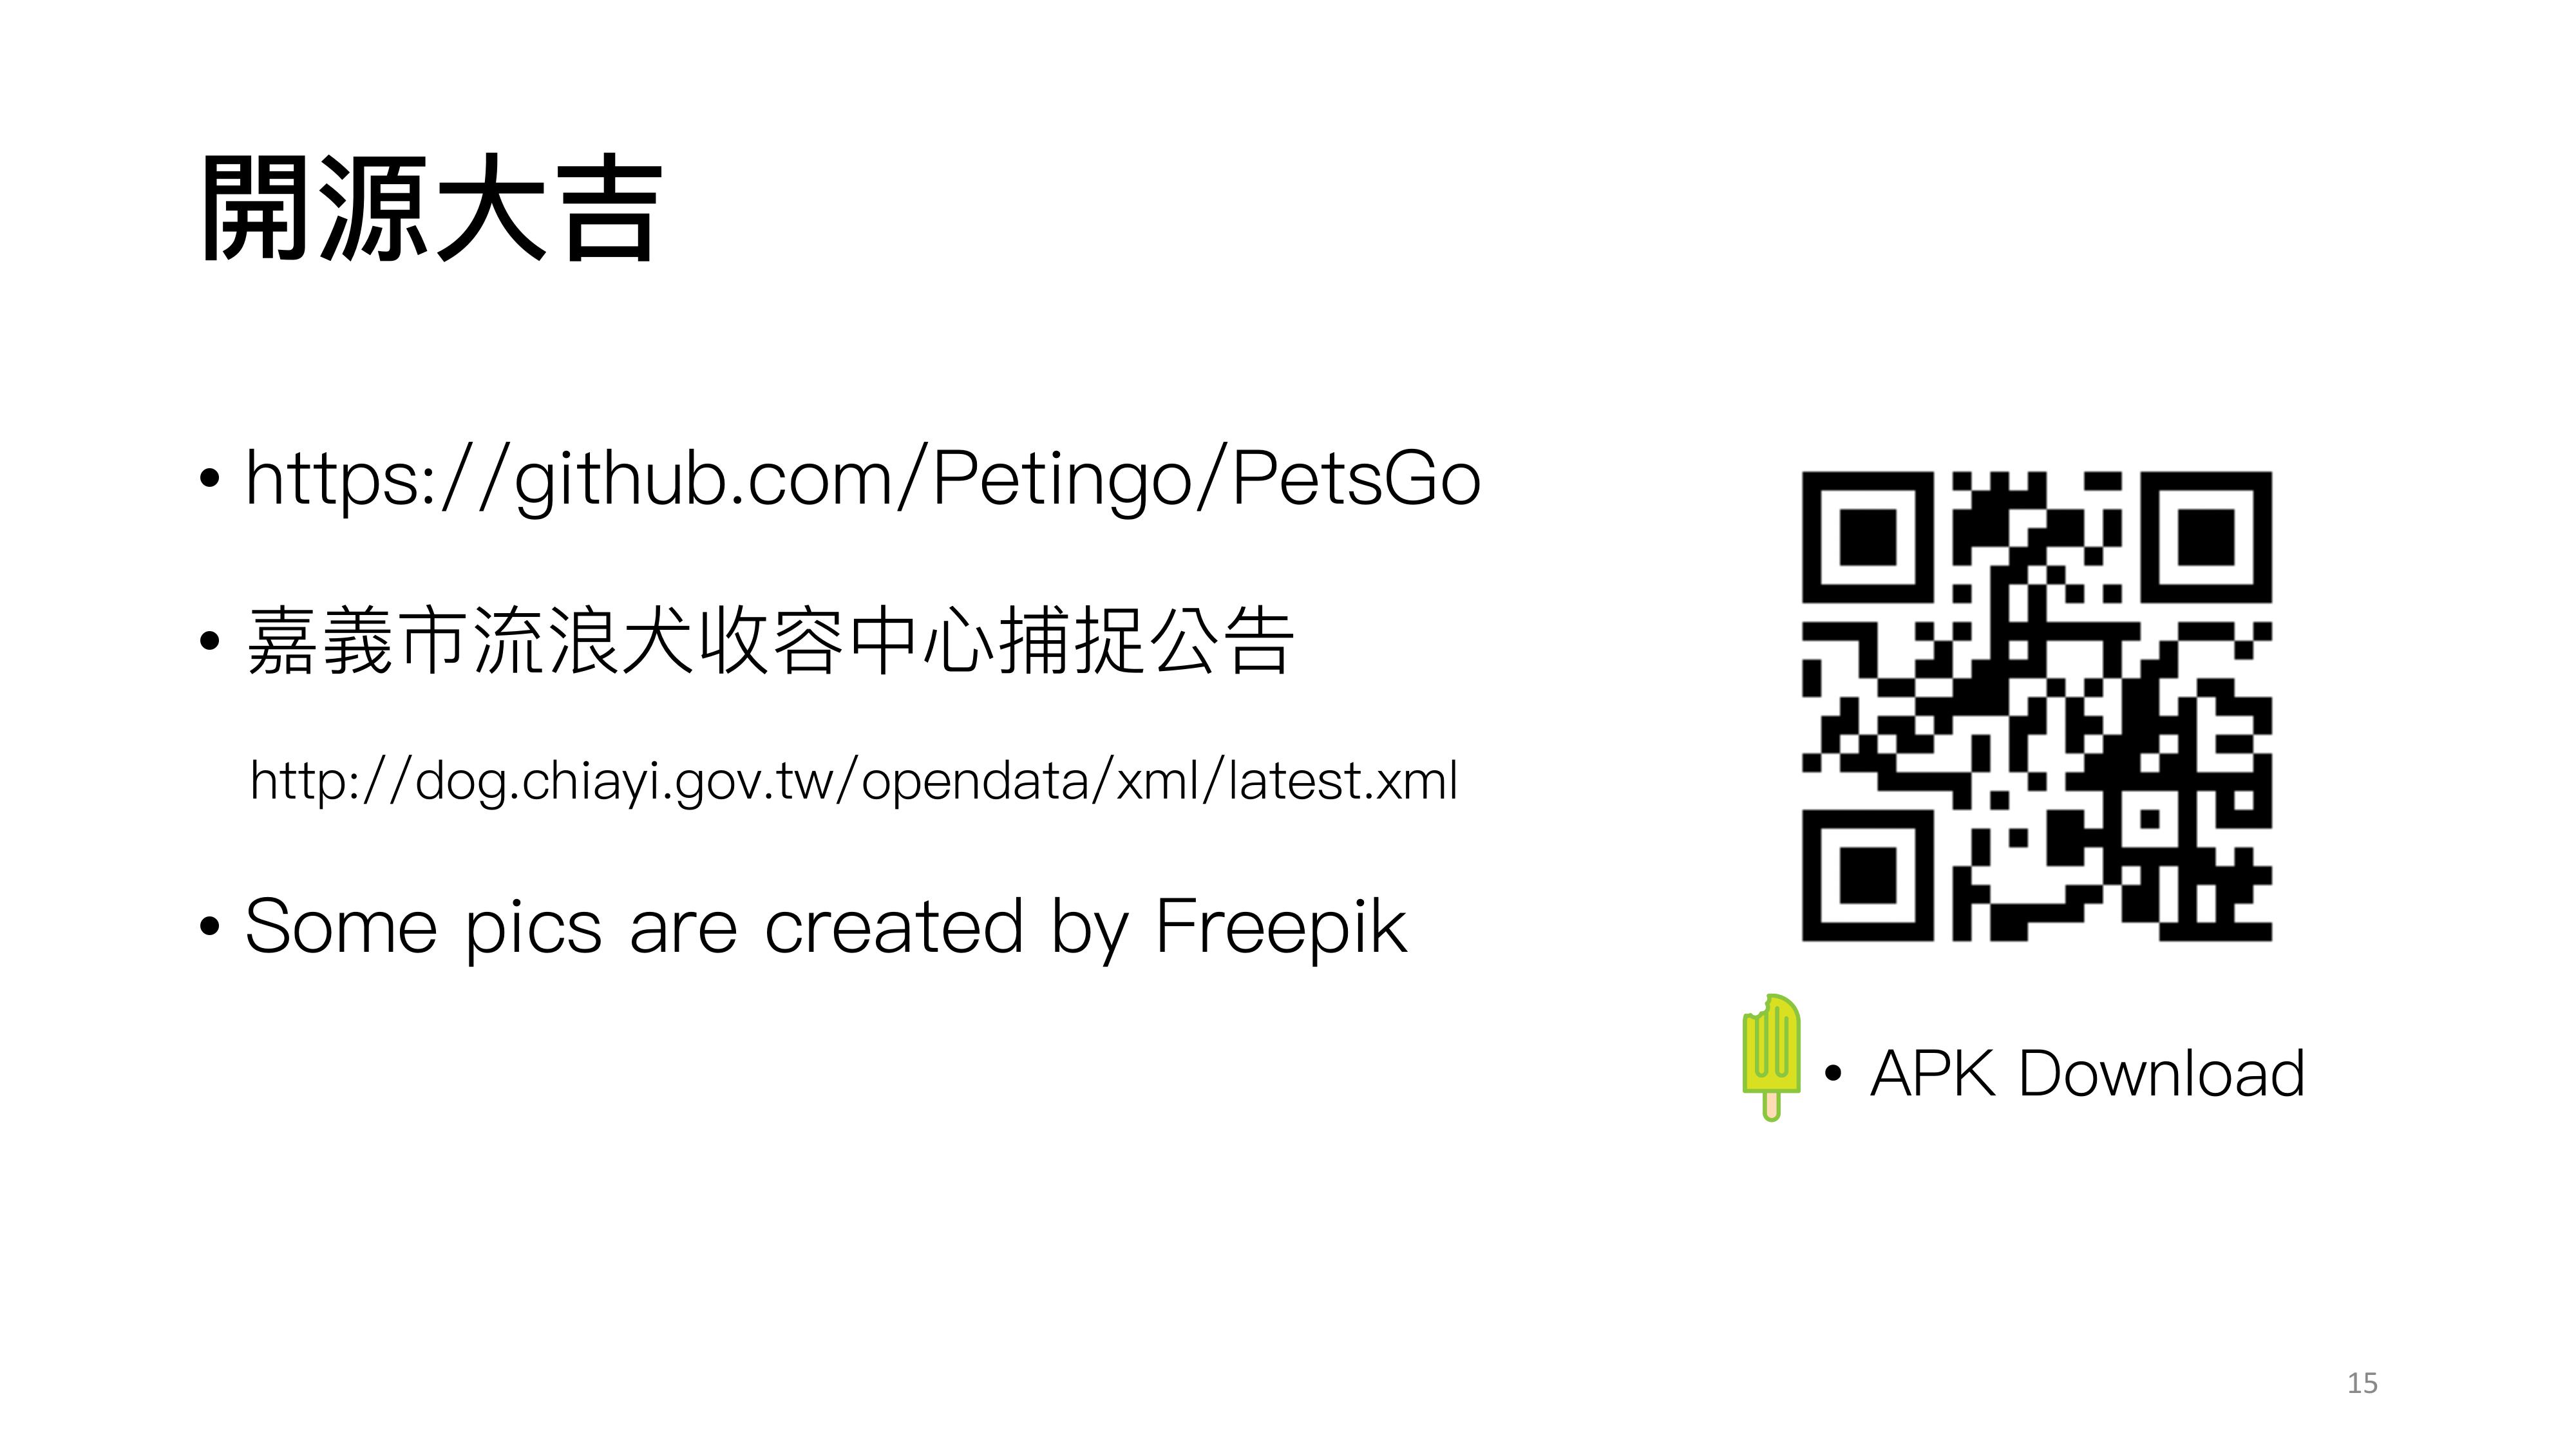 開源大吉
• https://github.com/Petingo/PetsGo
• 嘉義市流浪犬收容中心捕捉公告
http://dog.chiayi.gov.tw/opendata/xml/latest.xml
• Some pics are created by Freepik
• APK Download
15